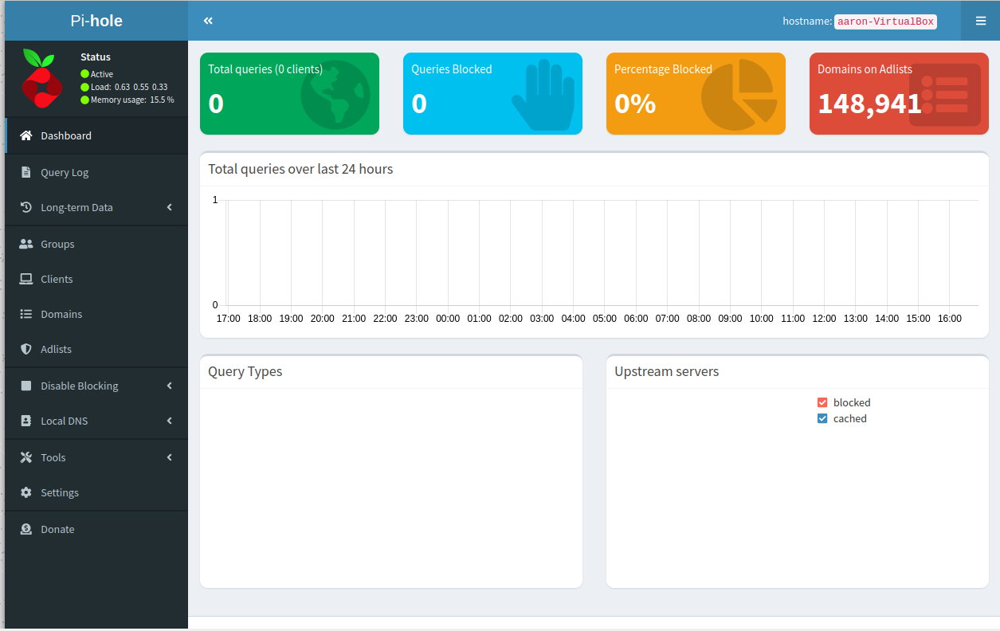 Pi-hole
hostname: aaron-VirtualBox
Status
Active
Load: 0.63 0.55 0.33
Memory usage: 15.5 %
Dashboard
Query Log
Long-term Data
Groups
Clients
Domains
Adlists
Disable Blocking
Local DNS
Tools
Settings
Donate
Total queries (0 clients)
0
Queries Blocked
0
Percentage Blocked
0%
Domains on Adlists
148,941
Total queries over last 24 hours
1
0
17:00 18:00 19:00 20:00 21:00 22:00 23:00 00:00 01:00 02:00 03:00 04:00 05:00 06:00 07:00 08:00 09:00 10:00 11:00 12:00 13:00 14:00 15:00 16:00
Query Types
Upstream servers
blocked
cached